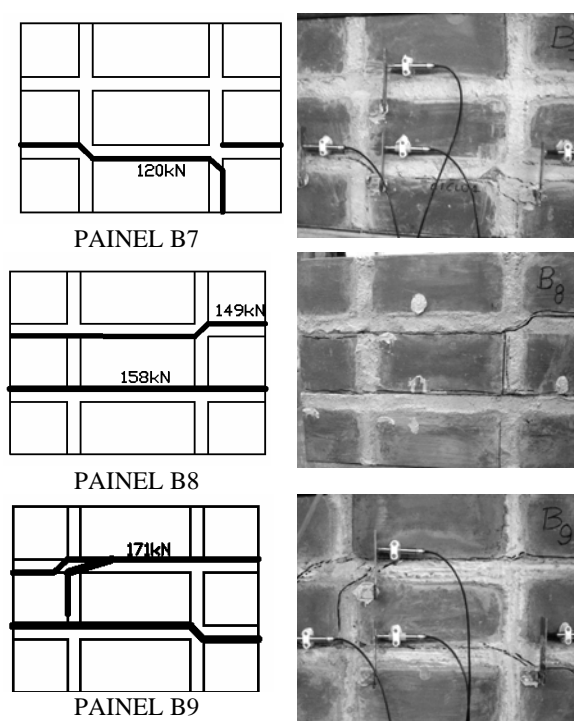 120kN
PAINEL B7
B
149kN
158kN
PAINEL B8
B8
171kN
PAINEL B9
B9